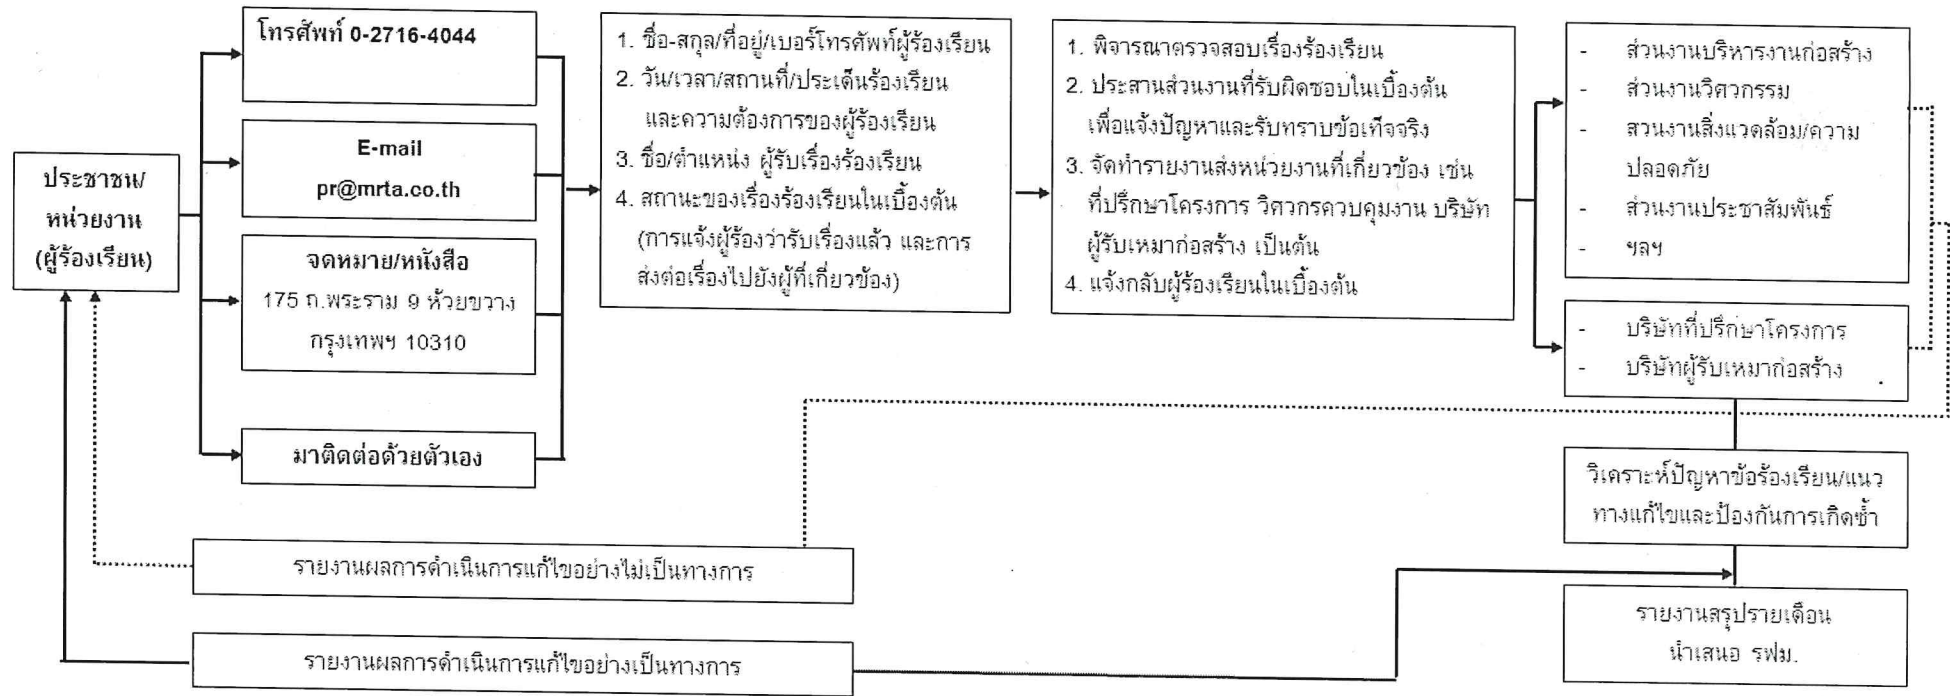 ประชาชน/
หน่วยงาน
(ผู้ร้องเรียน)
โทรศัพท์ 0-2716-4044
E-mail
pr@mrta.co.th
จดหมาย/หนังสือ
175 ถ.พระราม 9 ห้วยขวาง
กรุงเทพฯ 10310
มาติดต่อด้วยตัวเอง
1. ชื่อ-สกุล/ที่อยู่/เบอร์โทรศัพท์ผู้ร้องเรียน
2. วัน/เวลา/สถานที่/ประเด็นร้องเรียน
และความต้องการของผู้ร้องเรียน
3. ชื่อ/ตำแหน่ง ผู้รับเรื่องร้องเรียน
4. สถานะของเรื่องร้องเรียนในเบื้องต้น
(การแจ้งผู้ร้องว่ารับเรื่องแล้ว และการ
ส่งต่อเรื่องไปยังผู้ที่เกี่ยวข้อง)
1. พิจารณาตรวจสอบเรื่องร้องเรียน
2. ประสานส่วนงานที่รับผิดชอบในเบื้องต้น
เพื่อแจ้งปัญหาและรับทราบข้อเท็จจริง
3. จัดทำรายงานส่งหน่วยงานที่เกี่ยวข้อง เช่น
ที่ปรึกษาโครงการ วิศวกรควบคุมงาน บริษัท
ผู้รับเหมาก่อสร้าง เป็นต้น
4. แจ้งกลับผู้ร้องเรียนในเบื้องต้น
- ส่วนงานบริหารงานก่อสร้าง
- ส่วนงานวิศวกรรม
- สวนงานสิ่งแวดล้อม/ความ
ปลอดภัย
- ส่วนงานประชาสัมพันธ์
- ฯลฯ
- บริษัทที่ปรึกษาโครงการ
- บริษัทผู้รับเหมาก่อสร้าง
วิเคราะห์ปัญหาข้อร้องเรียน/แนว
ทางแก้ไขและป้องกันการเกิดซ้ำ
รายงานสรุปรายเดือน
นำเสนอ รฟม.
รายงานผลการดำเนินการแก้ไขอย่างไม่เป็นทางการ
รายงานผลการดำเนินการแก้ไขอย่างเป็นทางการ